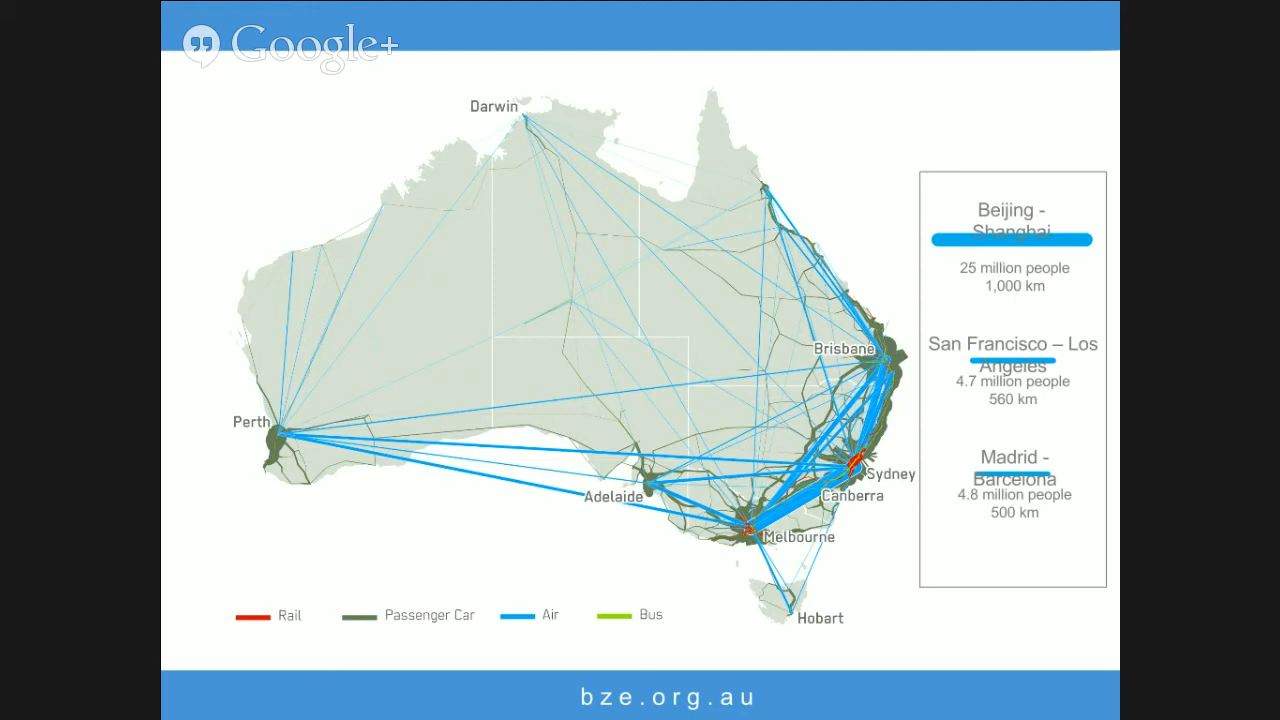 Google+
Darwin
Beijing -
Shanghai
25 million people
1,000 km
San Francisco – Los
Angeles
4.7 million people
560 km
Brisbane
Perth
Madrid -
Barcelona
4.8 million people
500 km
Sydney
Adelaide
Canberra
Melbourne
Rail
Passenger Car
Air
Bus
Hobart
bze.org.au